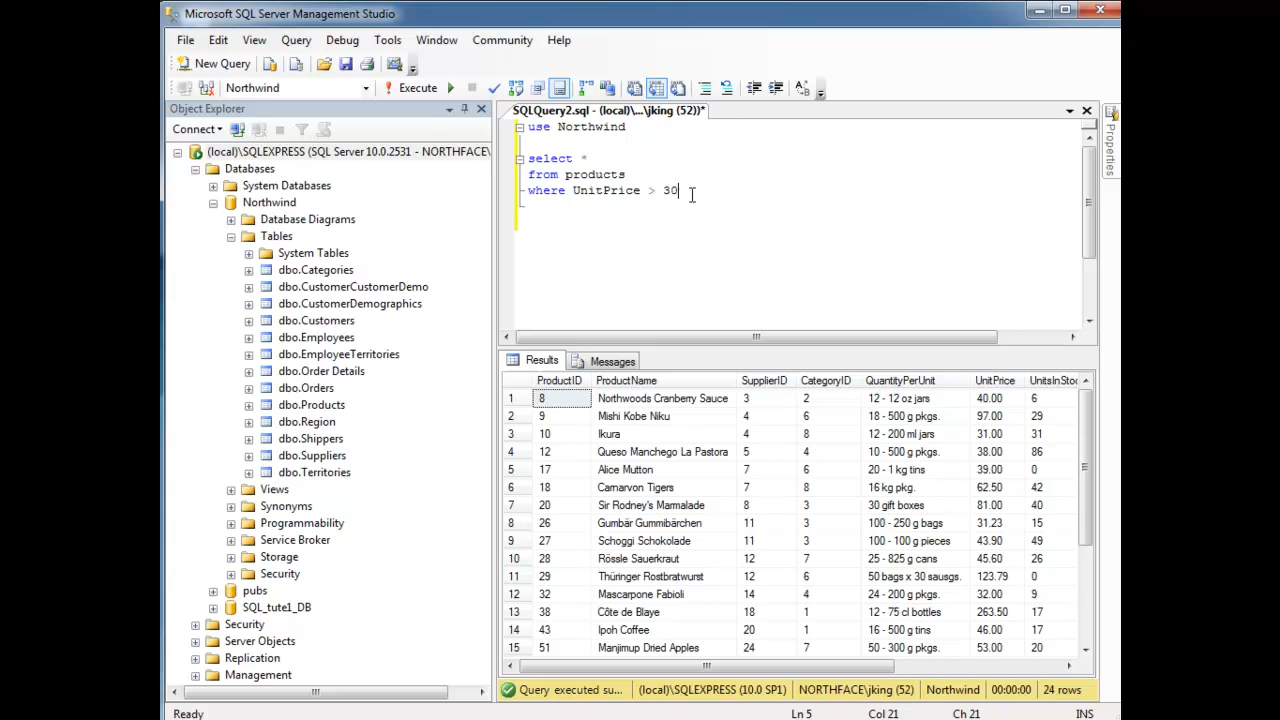 Microsoft SQL Server Management Studio
File Edit View Query Debug Tools Window Community Help
New Query
Northwind Execute
Object Explorer
Connect
(local)\SQLEXPRESS (SQL Server 10.0.2531 - NORTHFACE\
Databases
System Databases
Northwind
Database Diagrams
Tables
System Tables
dbo.Categories
dbo.CustomerCustomerDemo
dbo.CustomerDemographics
dbo.Customers
dbo.Employees
dbo.EmployeeTerritories
dbo.Order Details
dbo.Orders
dbo.Products
dbo.Region
dbo.Shippers
dbo.Suppliers
dbo.Territories
Views
Synonyms
Programmability
Service Broker
Storage
Security
pubs
SQL_tute1_DB
Security
Server Objects
Replication
Management
SQLQuery2.sql - (local)\...\jking (52))*
use Northwind
select *
from products
where UnitPrice > 30
Properties
Results Messages
ProductID ProductName SupplierID CategoryID QuantityPerUnit UnitPrice UnitsInStoc
1 8 Northwoods Cranberry Sauce 3 2 12 - 12 oz jars 40.00 6
2 9 Mishi Kobe Niku 4 6 18 - 500 g pkgs. 97.00 29
3 10 Ikura 4 8 12 - 200 ml jars 31.00 31
4 12 Queso Manchego La Pastora 5 4 10 - 500 g pkgs. 38.00 86
5 17 Alice Mutton 7 6 20 - 1 kg tins 39.00 0
6 18 Carnarvon Tigers 7 8 16 kg pkg. 62.50 42
7 20 Sir Rodney's Marmalade 8 3 30 gift boxes 81.00 40
8 26 Gumbär Gummibärchen 11 3 100 - 250 g bags 31.23 15
9 27 Schoggi Schokolade 11 3 100 - 100 g pieces 43.90 49
10 28 Rössle Sauerkraut 12 7 25 - 825 g cans 45.60 26
11 29 Thüringer Rostbratwurst 12 6 50 bags x 30 sausgs. 123.79 0
12 32 Mascarpone Fabioli 14 4 24 - 200 g pkgs. 32.00 9
13 38 Côte de Blaye 18 1 12 - 75 cl bottles 263.50 17
14 43 Ipoh Coffee 20 1 16 - 500 g tins 46.00 17
15 51 Manjimup Dried Apples 24 7 50 - 300 g pkgs. 53.00 20
Query executed su... (local)\SQLEXPRESS (10.0 SP1) NORTHFACE\jking (52) Northwind 00:00:00 24 rows
Ready Ln 5 Col 21 Ch 21 INS